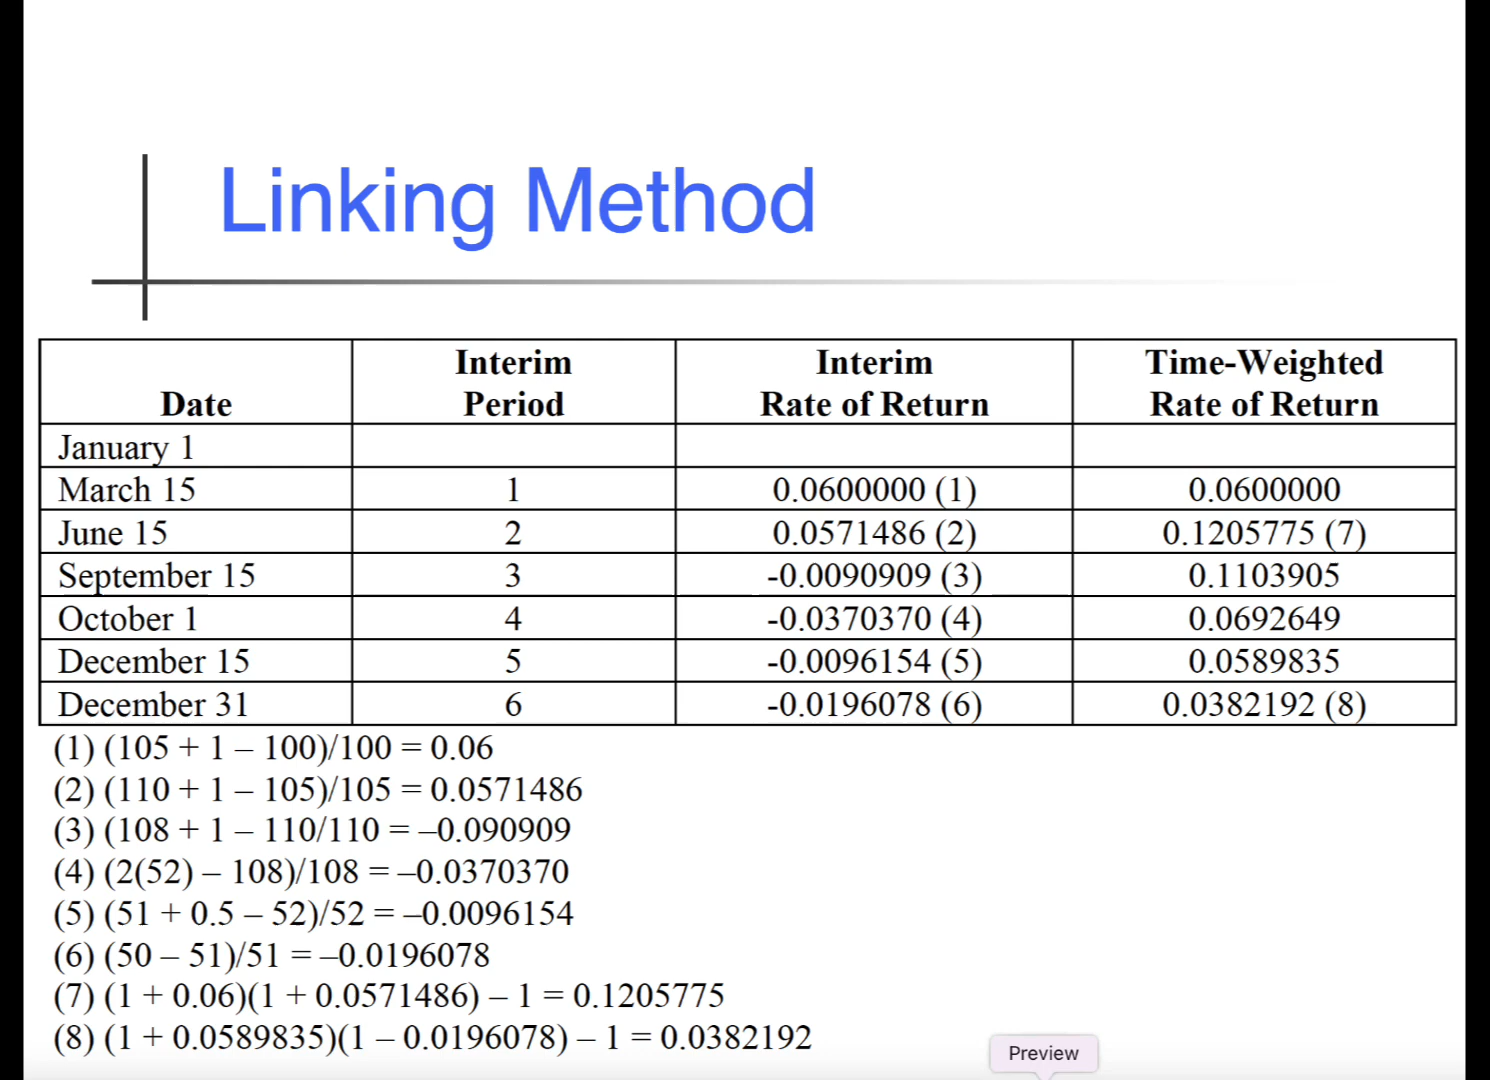 Linking Method
Date | Interim Period | Interim Rate of Return | Time-Weighted Rate of Return
January 1
March 15 | 1 | 0.0600000 (1) | 0.0600000
June 15 | 2 | 0.0571486 (2) | 0.1205775 (7)
September 15 | 3 | -0.0090909 (3) | 0.1103905
October 1 | 4 | -0.0370370 (4) | 0.0692649
December 15 | 5 | -0.0096154 (5) | 0.0589835
December 31 | 6 | -0.0196078 (6) | 0.0382192 (8)
(1) (105 + 1 – 100)/100 = 0.06
(2) (110 + 1 – 105)/105 = 0.0571486
(3) (108 + 1 – 110/110 = –0.090909
(4) (2(52) – 108)/108 = –0.0370370
(5) (51 + 0.5 – 52)/52 = –0.0096154
(6) (50 – 51)/51 = –0.0196078
(7) (1 + 0.06)(1 + 0.0571486) – 1 = 0.1205775
(8) (1 + 0.0589835)(1 – 0.0196078) – 1 = 0.0382192
Preview